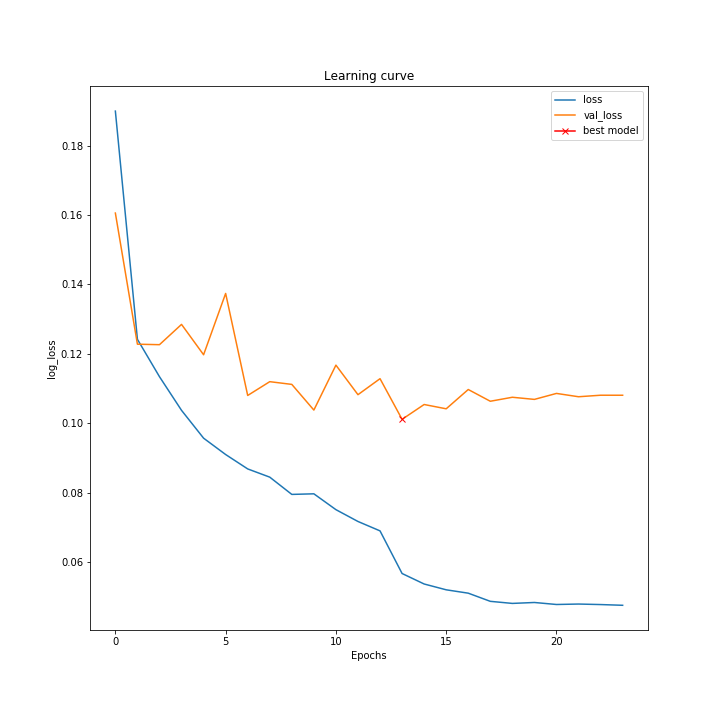 Learning curve
loss
val_loss
best model
0.18
0.16
0.14
0.12
0.10
0.08
0.06
log_loss
0 5 10 15 20
Epochs